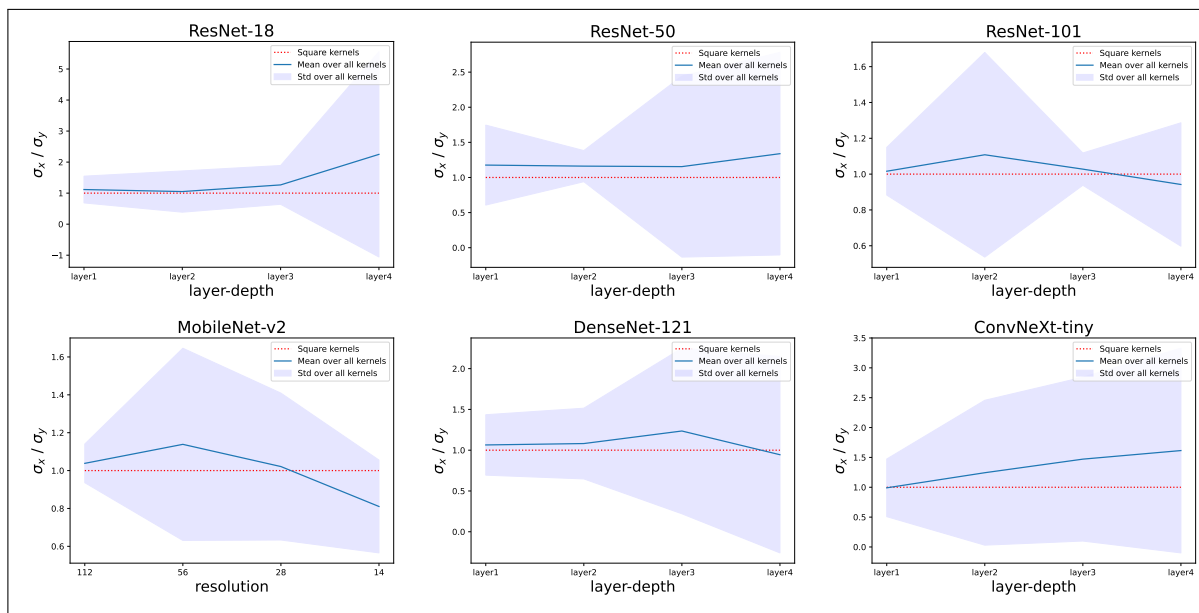 ResNet-18
Square kernels
Mean over all kernels
Std over all kernels
σx / σy
5
4
3
2
1
0
−1
layer1 layer2 layer3 layer4
layer-depth
ResNet-50
Square kernels
Mean over all kernels
Std over all kernels
σx / σy
2.5
2.0
1.5
1.0
0.5
0.0
layer1 layer2 layer3 layer4
layer-depth
ResNet-101
Square kernels
Mean over all kernels
Std over all kernels
σx / σy
1.6
1.4
1.2
1.0
0.8
0.6
layer1 layer2 layer3 layer4
layer-depth
MobileNet-v2
Square kernels
Mean over all kernels
Std over all kernels
σx / σy
1.6
1.4
1.2
1.0
0.8
0.6
112 56 28 14
resolution
DenseNet-121
Square kernels
Mean over all kernels
Std over all kernels
σx / σy
2.0
1.5
1.0
0.5
0.0
layer1 layer2 layer3 layer4
layer-depth
ConvNeXt-tiny
Square kernels
Mean over all kernels
Std over all kernels
σx / σy
3.5
3.0
2.5
2.0
1.5
1.0
0.5
0.0
layer1 layer2 layer3 layer4
layer-depth